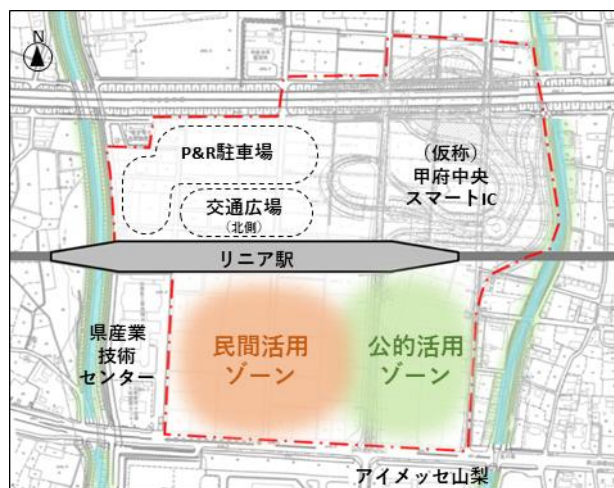 N
P&R駐車場
（仮称）
甲府中央
スマートIC
交通広場
（北側）
リニア駅
県産業
技術
センター
民間活用
ゾーン
公的活用
ゾーン
アイメッセ山梨